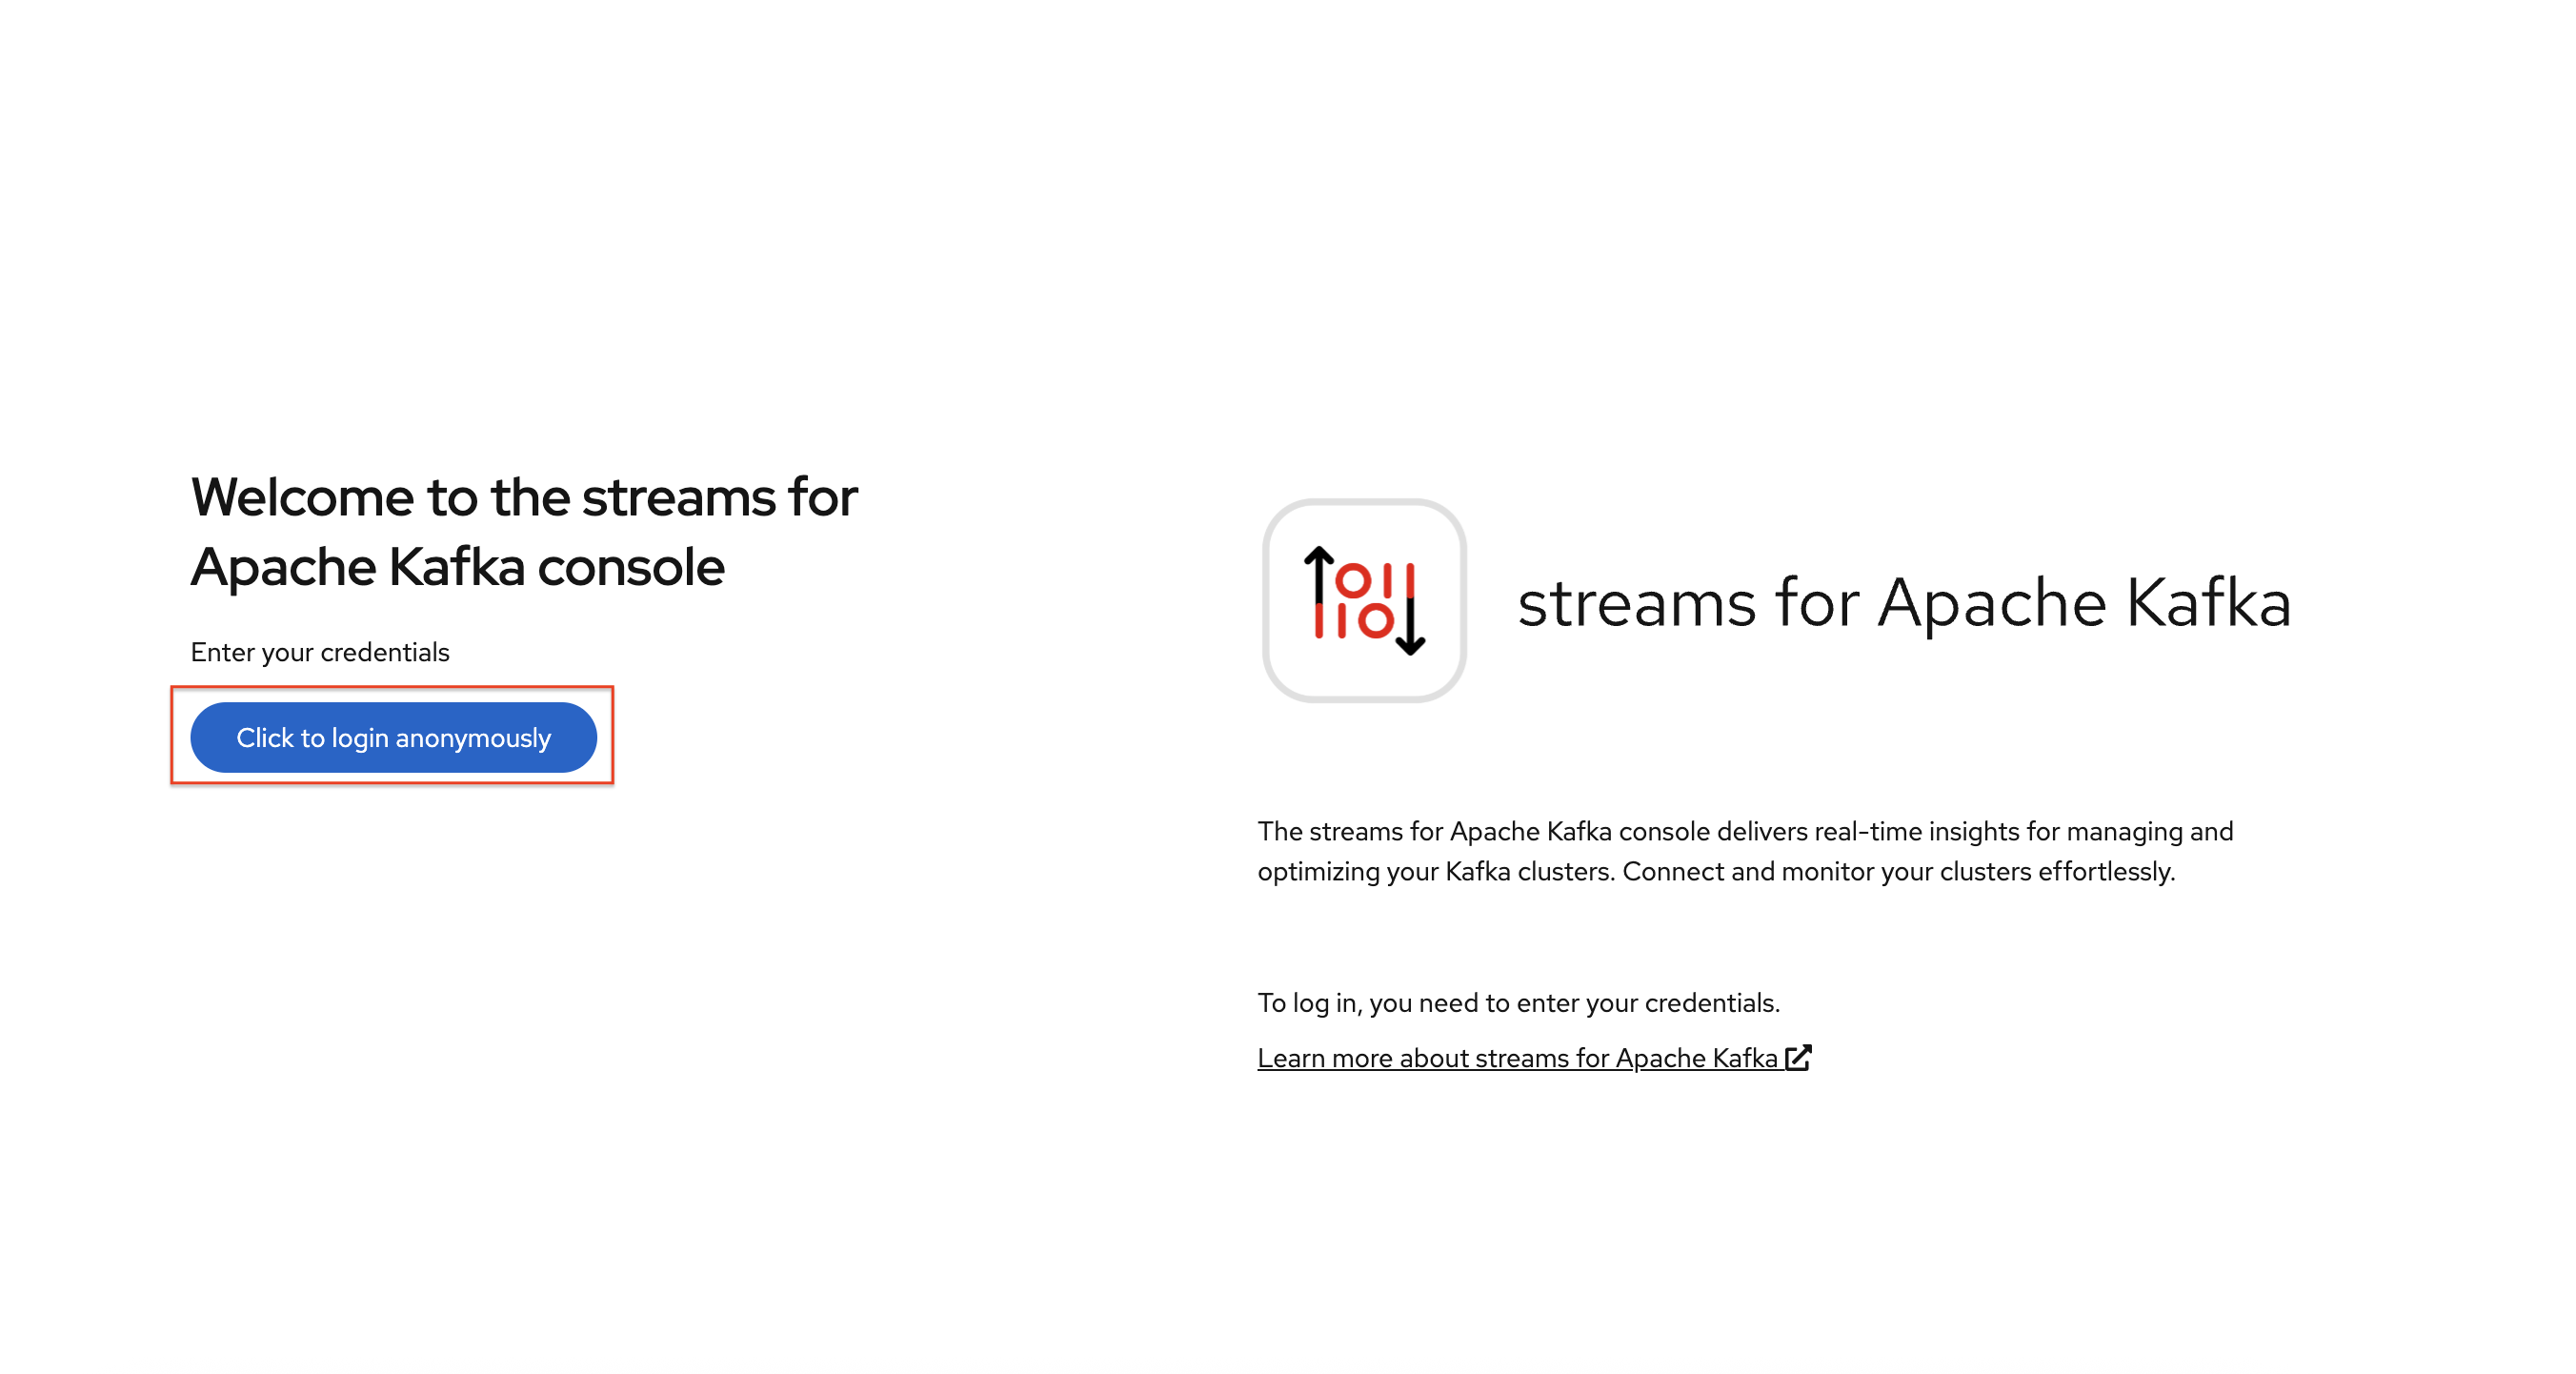 Welcome to the streams for
Apache Kafka console
Enter your credentials
Click to login anonymously
streams for Apache Kafka
The streams for Apache Kafka console delivers real-time insights for managing and
optimizing your Kafka clusters. Connect and monitor your clusters effortlessly.
To log in, you need to enter your credentials.
Learn more about streams for Apache Kafka